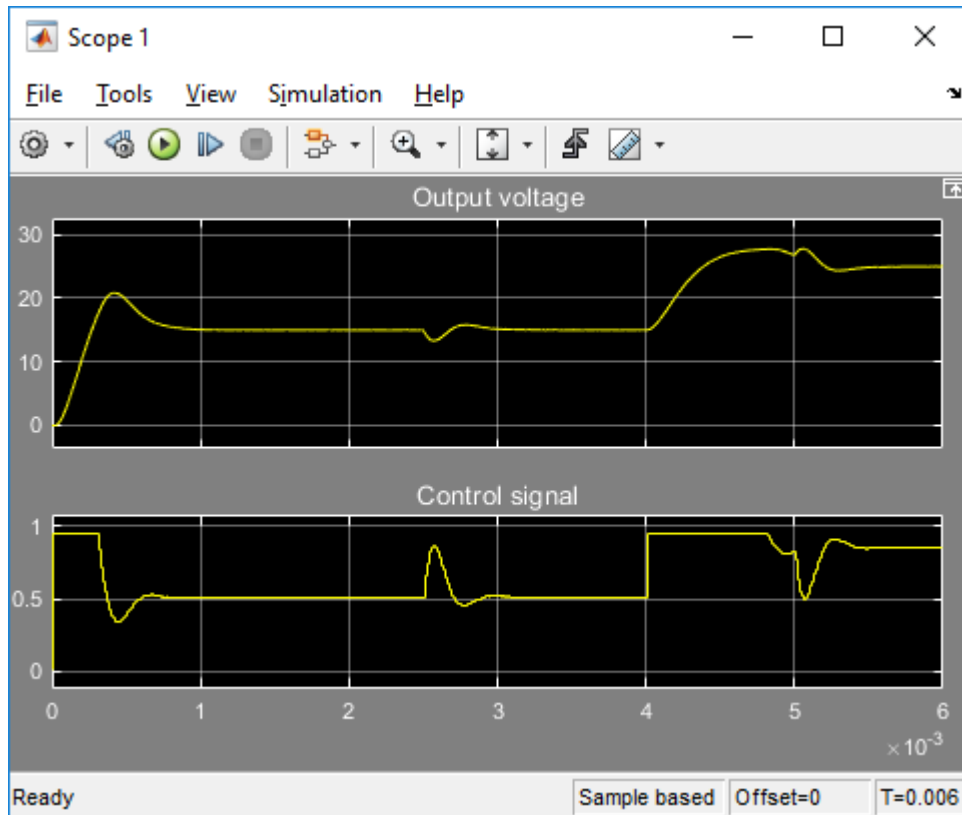 Scope 1
File Tools View Simulation Help
Output voltage
30
20
10
0
Control signal
1
0.5
0
0 1 2 3 4 5 6
×10-3
Ready Sample based Offset=0 T=0.006